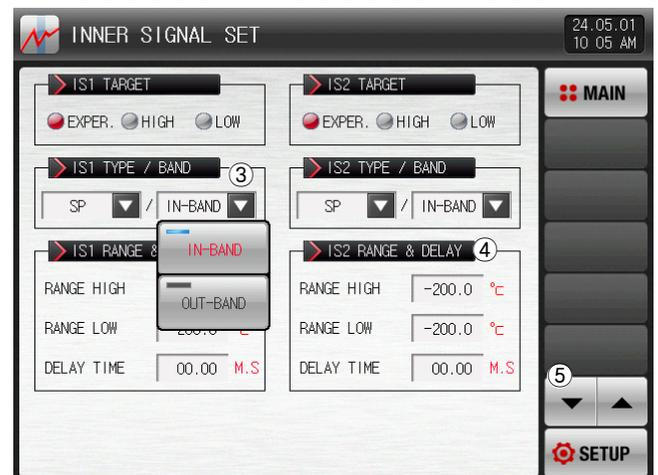 INNER SIGNAL SET
24.05.01
10 05 AM
IS1 TARGET
EXPER. HIGH LOW
IS2 TARGET
EXPER. HIGH LOW
MAIN
IS1 TYPE / BAND ③
SP / IN-BAND
IN-BAND
OUT-BAND
IS2 TYPE / BAND
SP / IN-BAND
IS1 RANGE &
RANGE HIGH
RANGE LOW
DELAY TIME 00.00 M.S
IS2 RANGE & DELAY ④
RANGE HIGH -200.0 ℃
RANGE LOW -200.0 ℃
DELAY TIME 00.00 M.S
⑤
SETUP